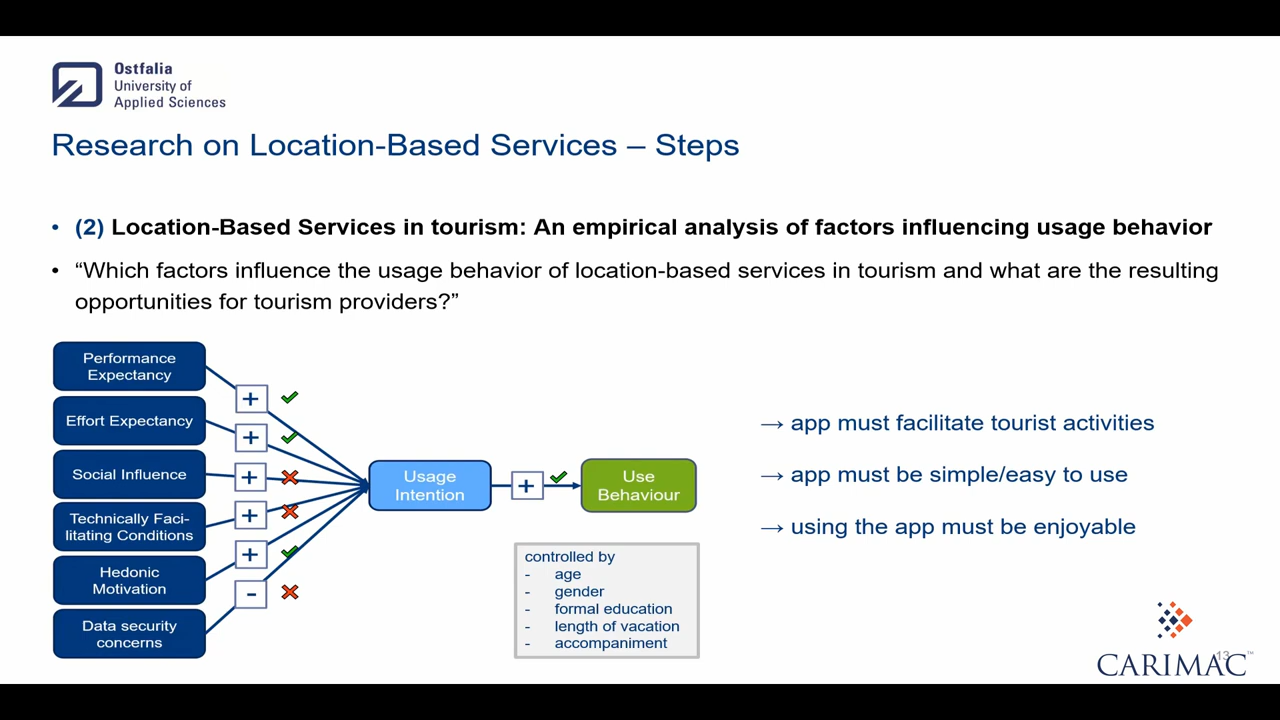 Ostfalia
University of
Applied Sciences
Research on Location-Based Services – Steps
• (2) Location-Based Services in tourism: An empirical analysis of factors influencing usage behavior
• “Which factors influence the usage behavior of location-based services in tourism and what are the resulting
opportunities for tourism providers?”
Performance
Expectancy
+
Effort Expectancy
+
Social Influence
+
Technically Faci-
litating Conditions
+
Hedonic
Motivation
+
Data security
concerns
-
Usage
Intention
+
Use
Behaviour
controlled by
- age
- gender
- formal education
- length of vacation
- accompaniment
→ app must facilitate tourist activities
→ app must be simple/easy to use
→ using the app must be enjoyable
13
CARIMAC™